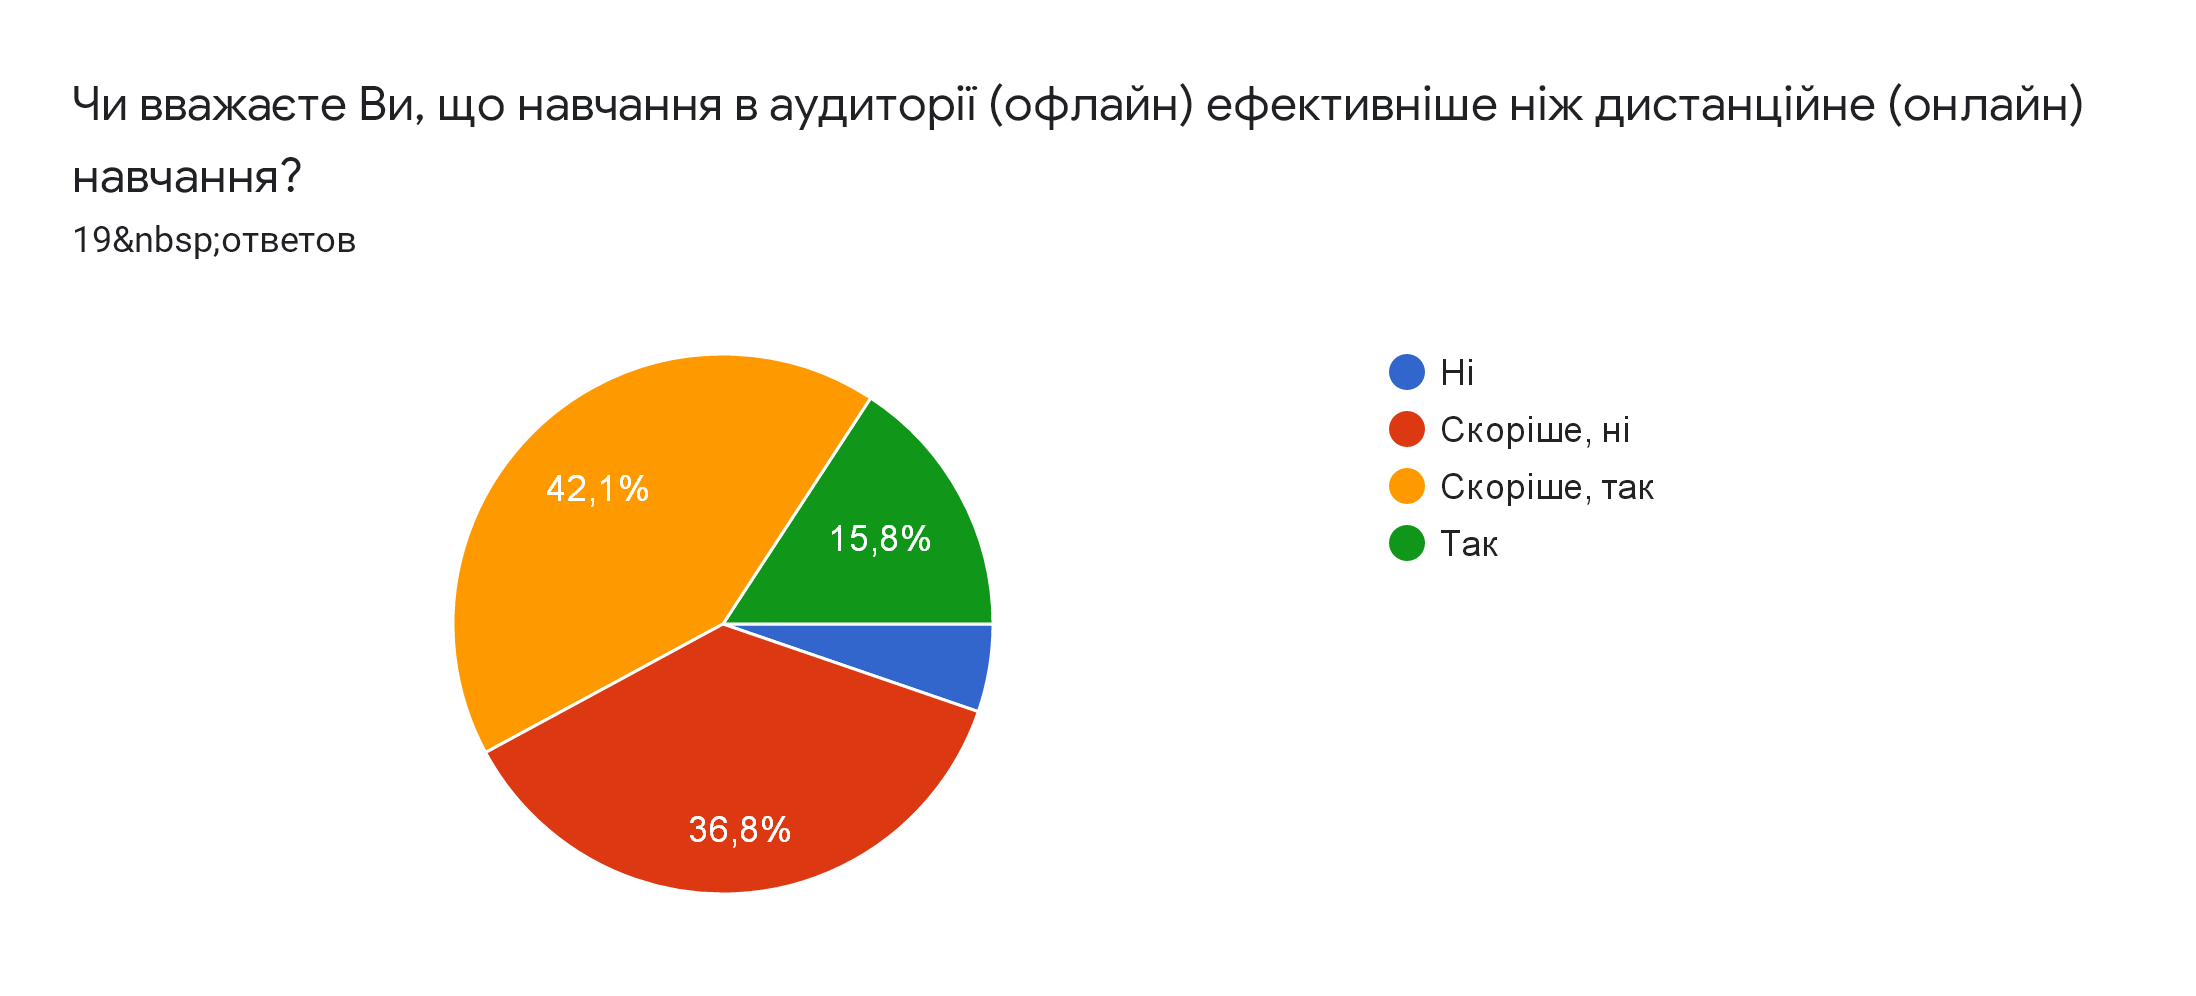 Чи вважаєте Ви, що навчання в аудиторії (офлайн) ефективніше ніж дистанційне (онлайн)
навчання?
19&nbsp;ответов
Ні
Скоріше, ні
Скоріше, так
Так
42,1%
15,8%
36,8%